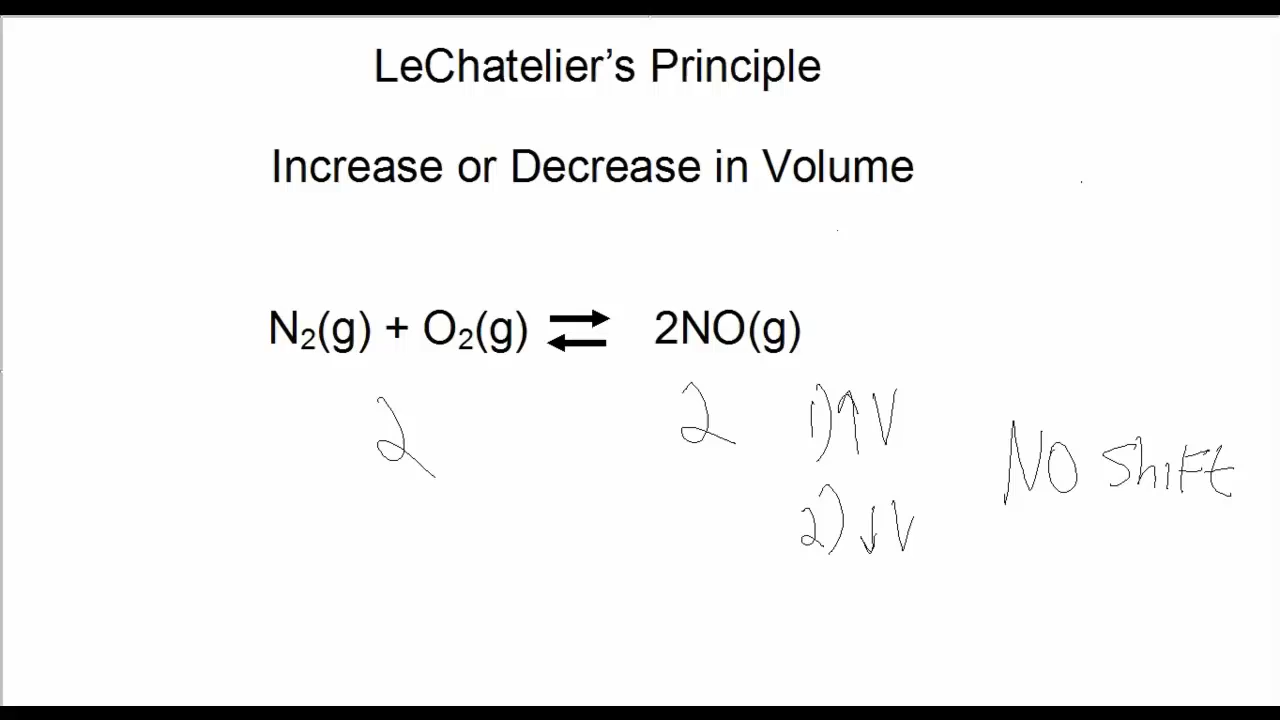 LeChatelier's Principle
Increase or Decrease in Volume
N₂(g) + O₂(g) ⇌ 2NO(g)
2 2 1) ↑ V
NO Shift
2) ↓ V